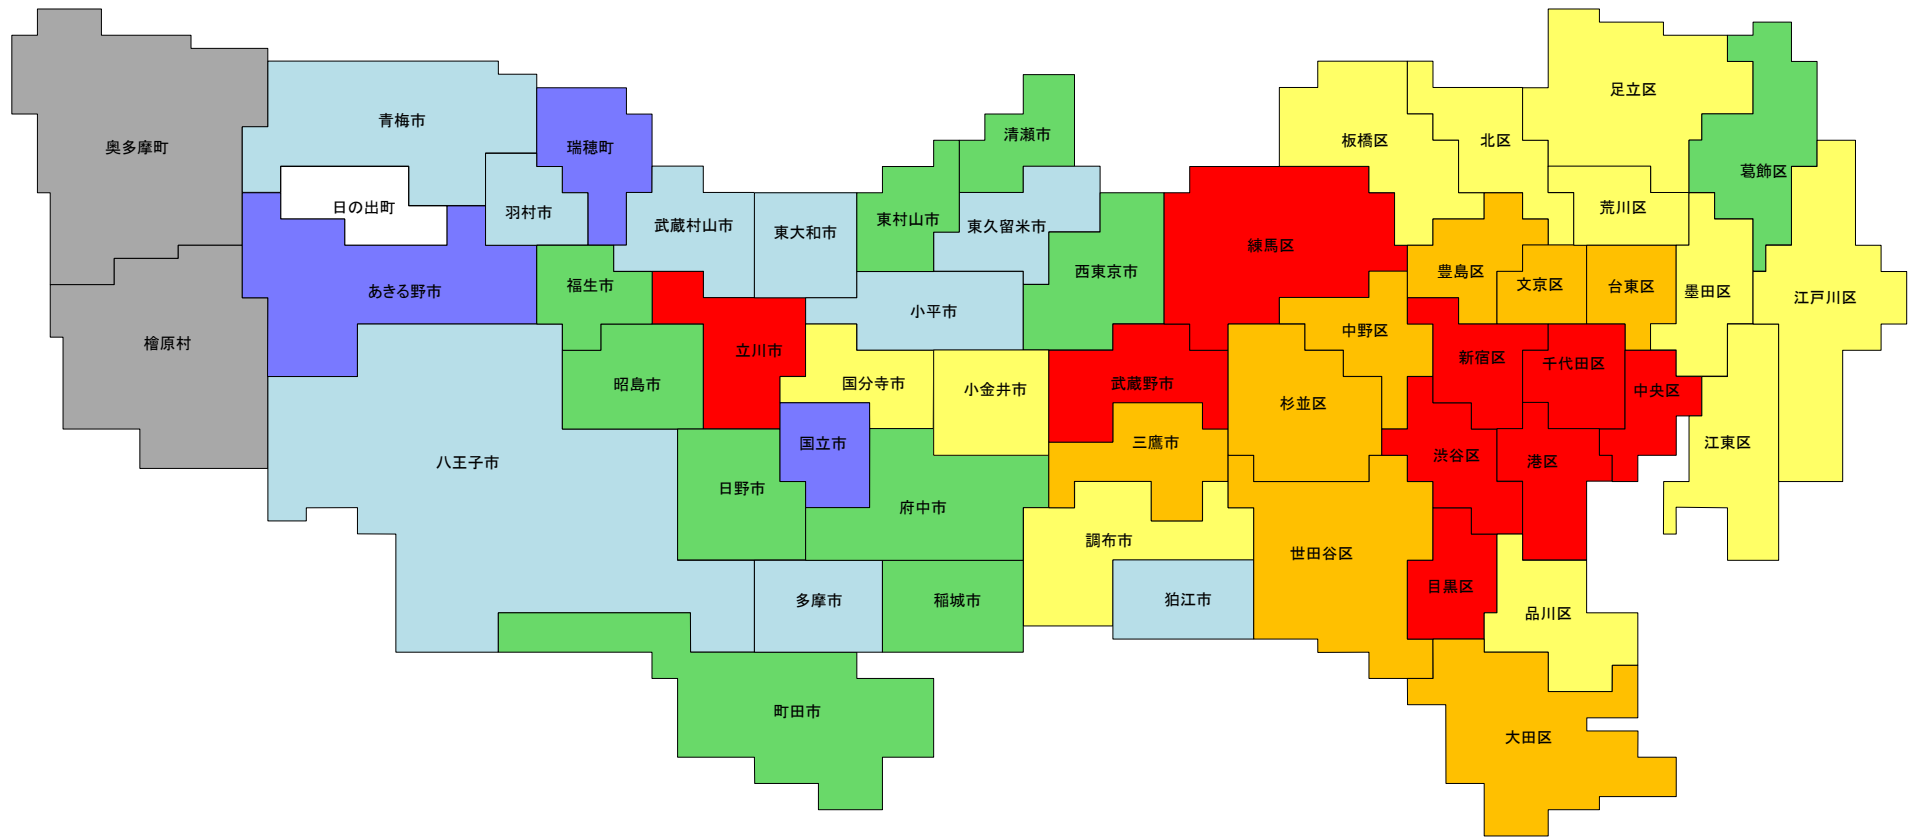 足立区
奥多摩町
青梅市
瑞穂町
清瀬市
板橋区
北区
葛飾区
日の出町
羽村市
武蔵村山市
東大和市
東村山市
東久留米市
荒川区
練馬区
西東京市
豊島区
文京区
台東区
墨田区
江戸川区
あきる野市
福生市
小平市
中野区
檜原村
立川市
新宿区
千代田区
昭島市
国分寺市
小金井市
武蔵野市
杉並区
中央区
国立市
三鷹市
江東区
八王子市
渋谷区
港区
日野市
府中市
調布市
世田谷区
目黒区
多摩市
稲城市
狛江市
品川区
町田市
大田区